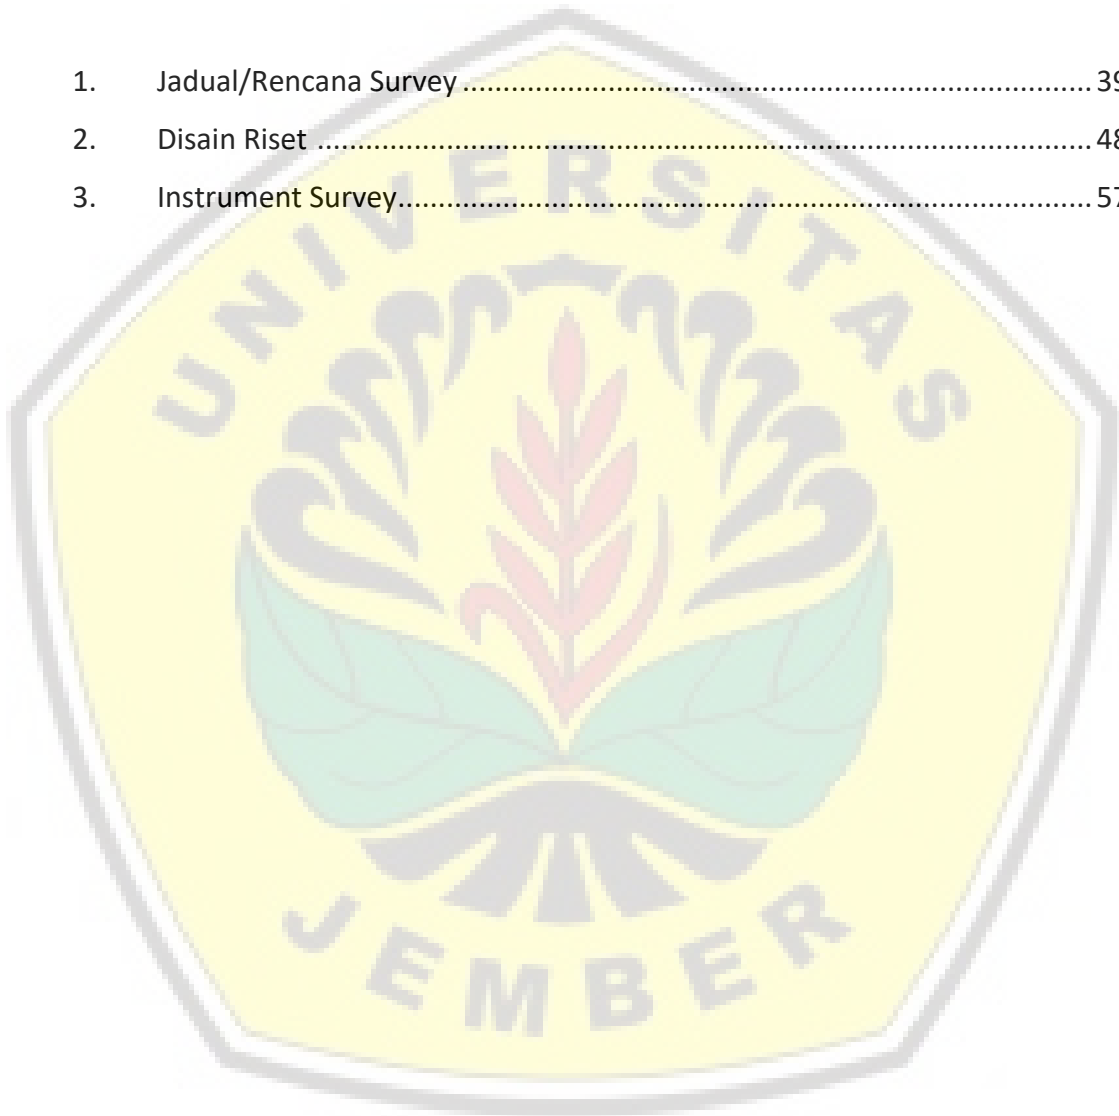 1. Jadual/Rencana Survey ........................................................................................ 39
2. Disain Riset ........................................................................................................ 48
3. Instrument Survey................................................................................................ 57
UNIVERSITAS
JEMBER